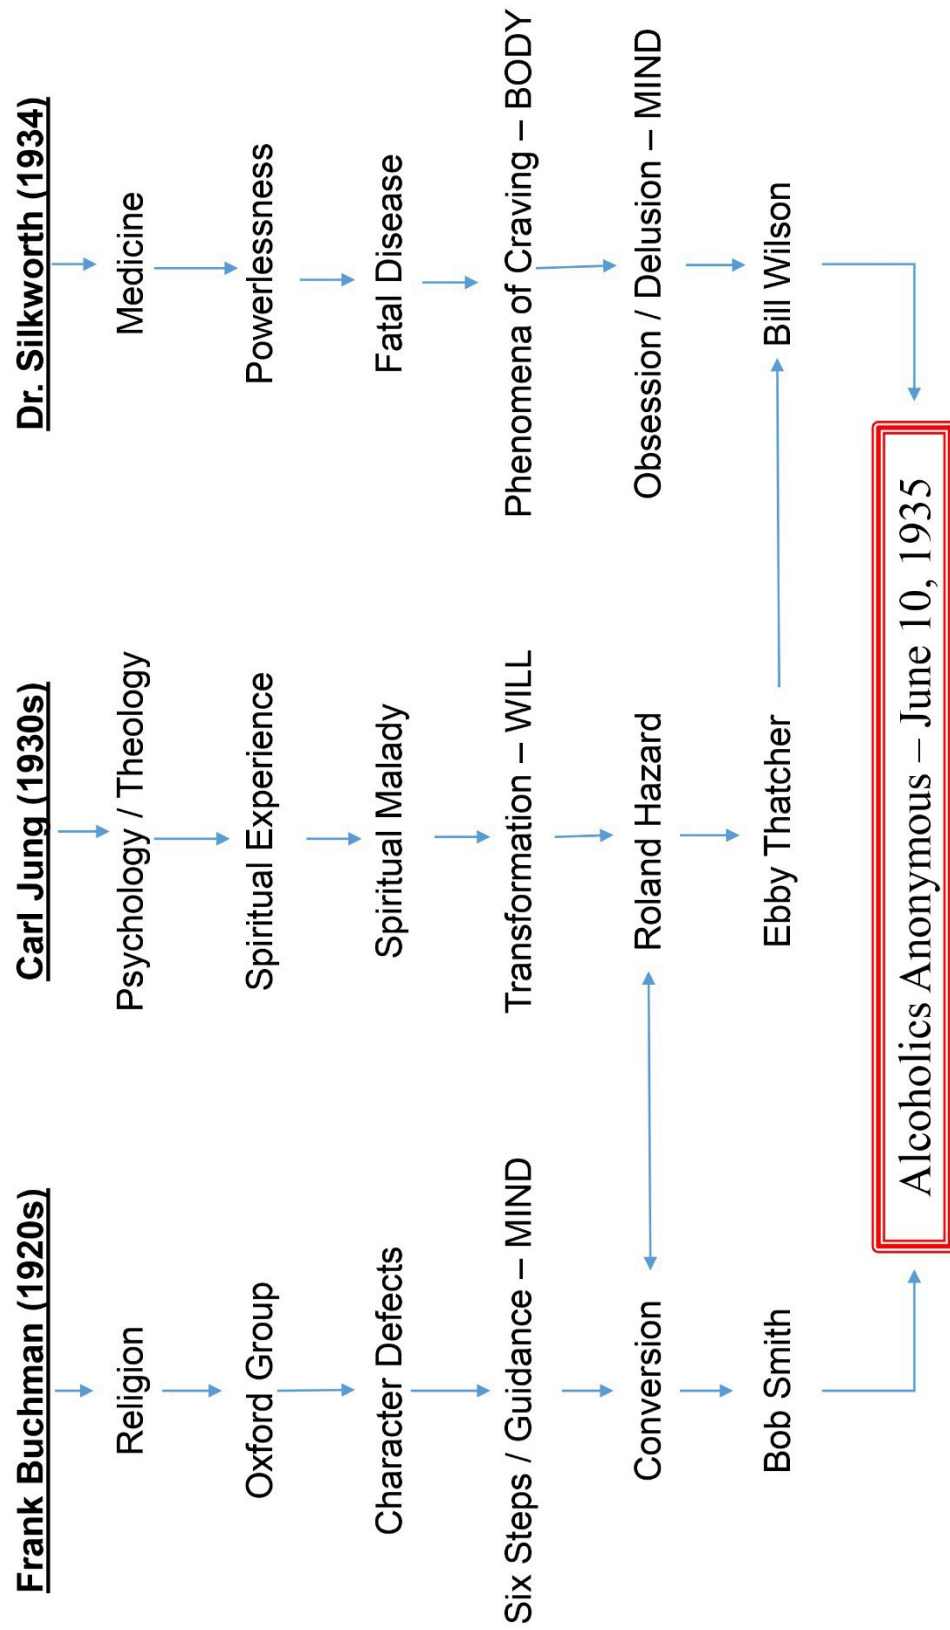 Frank Buchman (1920s)
Religion
Oxford Group
Character Defects
Six Steps / Guidance – MIND
Conversion
Bob Smith
Carl Jung (1930s)
Psychology / Theology
Spiritual Experience
Spiritual Malady
Transformation – WILL
Roland Hazard
Ebby Thatcher
Dr. Silkworth (1934)
Medicine
Powerlessness
Fatal Disease
Phenomena of Craving – BODY
Obsession / Delusion – MIND
Bill Wilson
Alcoholics Anonymous – June 10, 1935